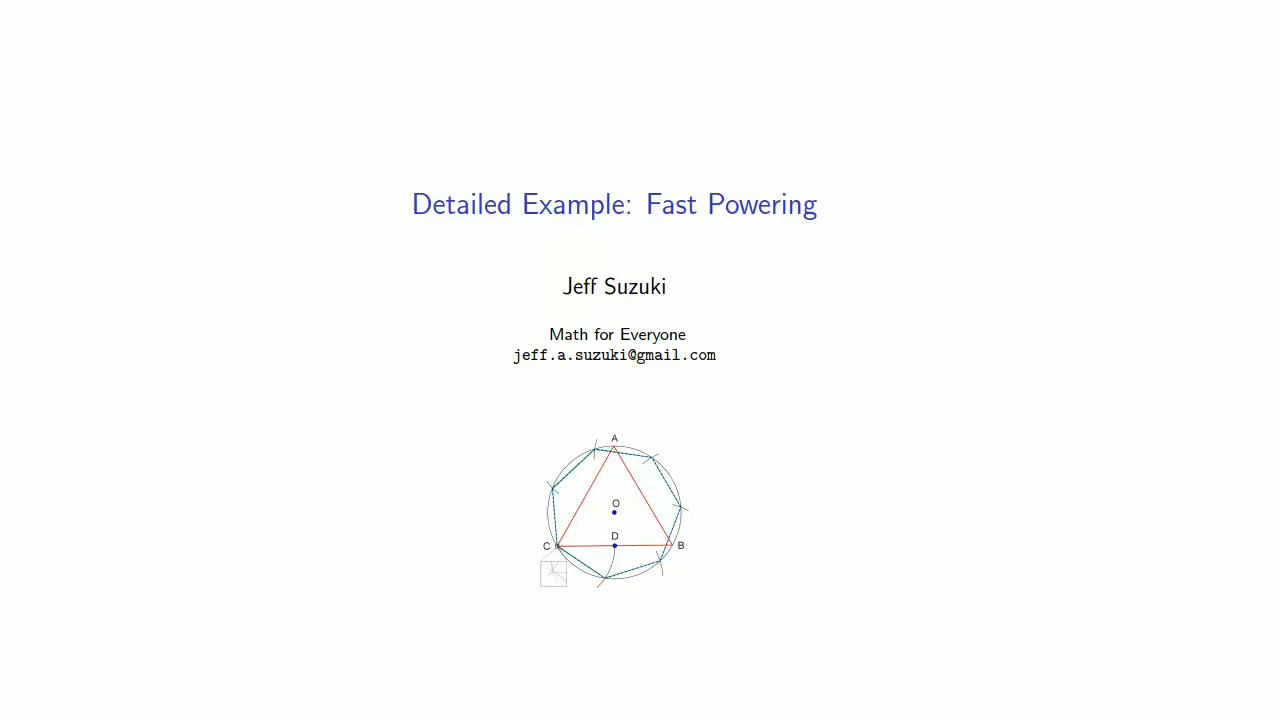 Detailed Example: Fast Powering
Jeff Suzuki
Math for Everyone
jeff.a.suzuki@gmail.com
A
O
D
C
B